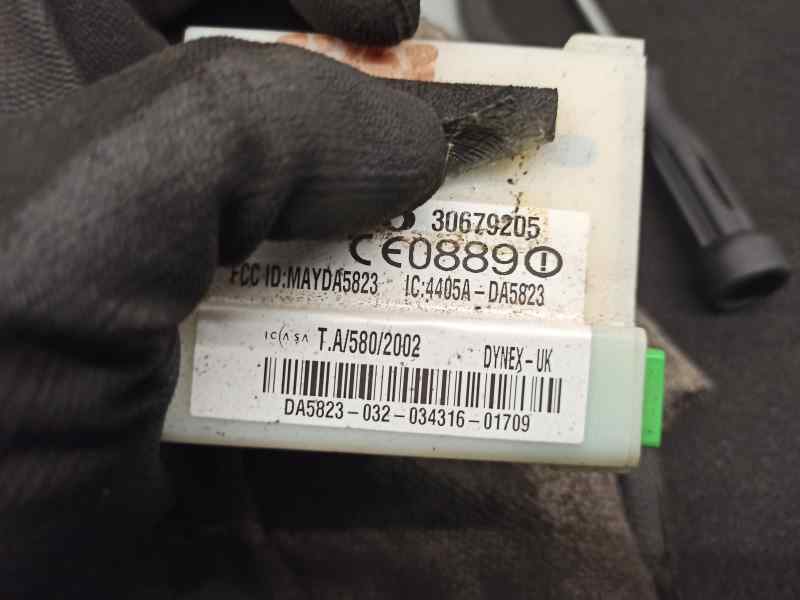 30679205
CE0889
FCC ID:MAYDA5823 IC:4405A-DA5823
ICASA T.A/580/2002 DYNEX-UK
DA5823-032-034316-01709